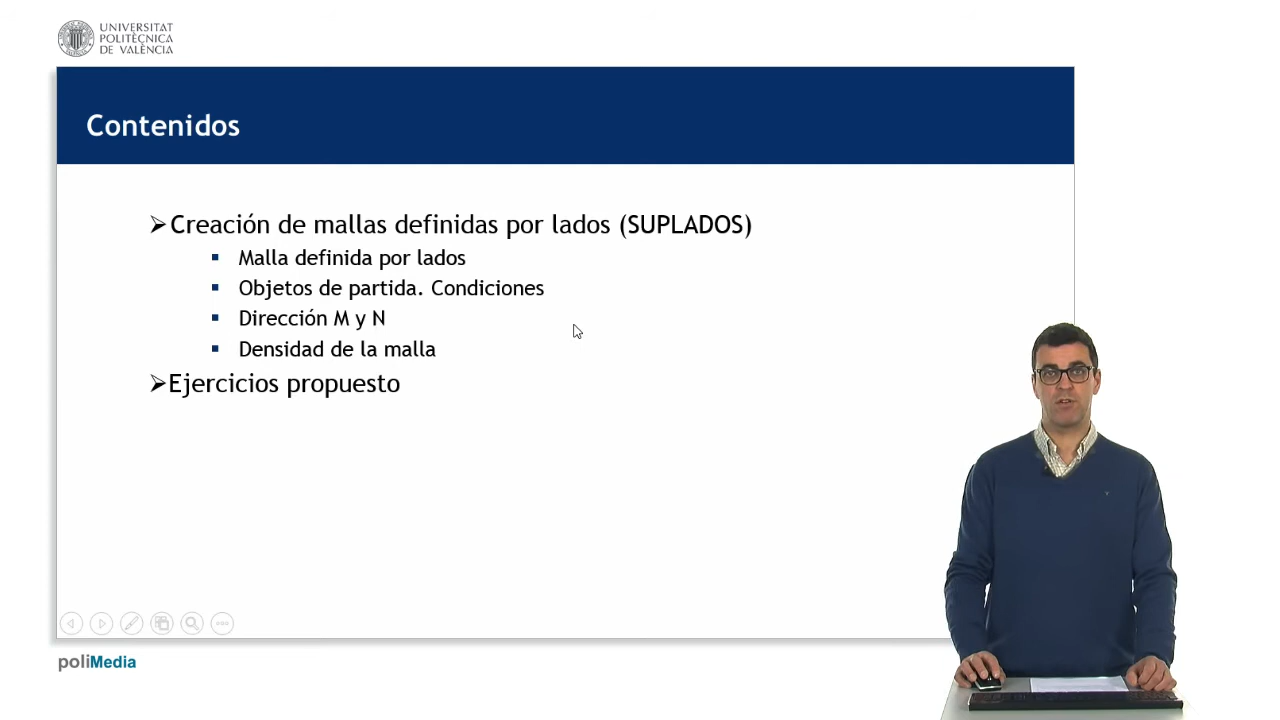 UNIVERSITAT
POLITÈCNICA
DE VALÈNCIA
Contenidos
Creación de mallas definidas por lados (SUPLADOS)
Malla definida por lados
Objetos de partida. Condiciones
Dirección M y N
Densidad de la malla
Ejercicios propuesto
poliMedia